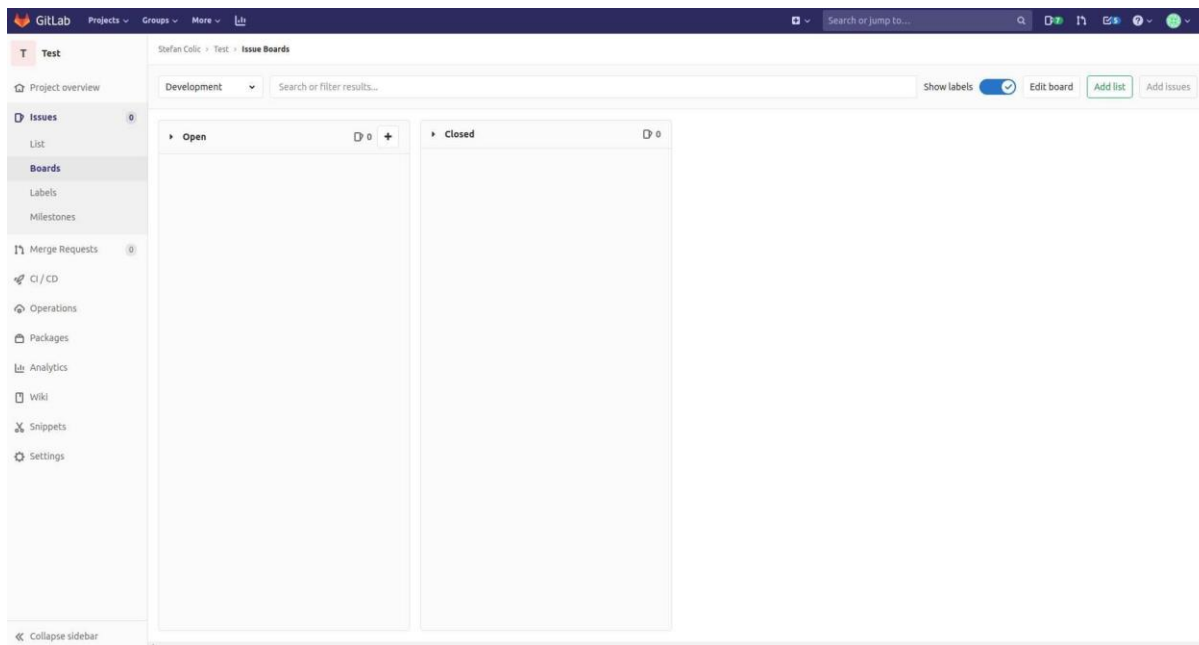 GitLab Projects Groups More Search or jump to... 7 5
T Test
Stefan Colic › Test › Issue Boards
Project overview
Development Search or filter results... Show labels Edit board Add list Add issues
Issues 0
List
Boards
Labels
Milestones
Merge Requests 0
CI / CD
Operations
Packages
Analytics
Wiki
Snippets
Settings
Collapse sidebar
Open 0 +
Closed 0